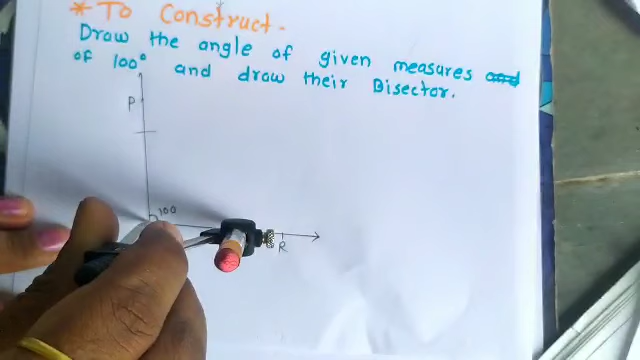 * To Construct.
Draw the angle of given measures and
of 100° and draw their Bisector.
P
100
R